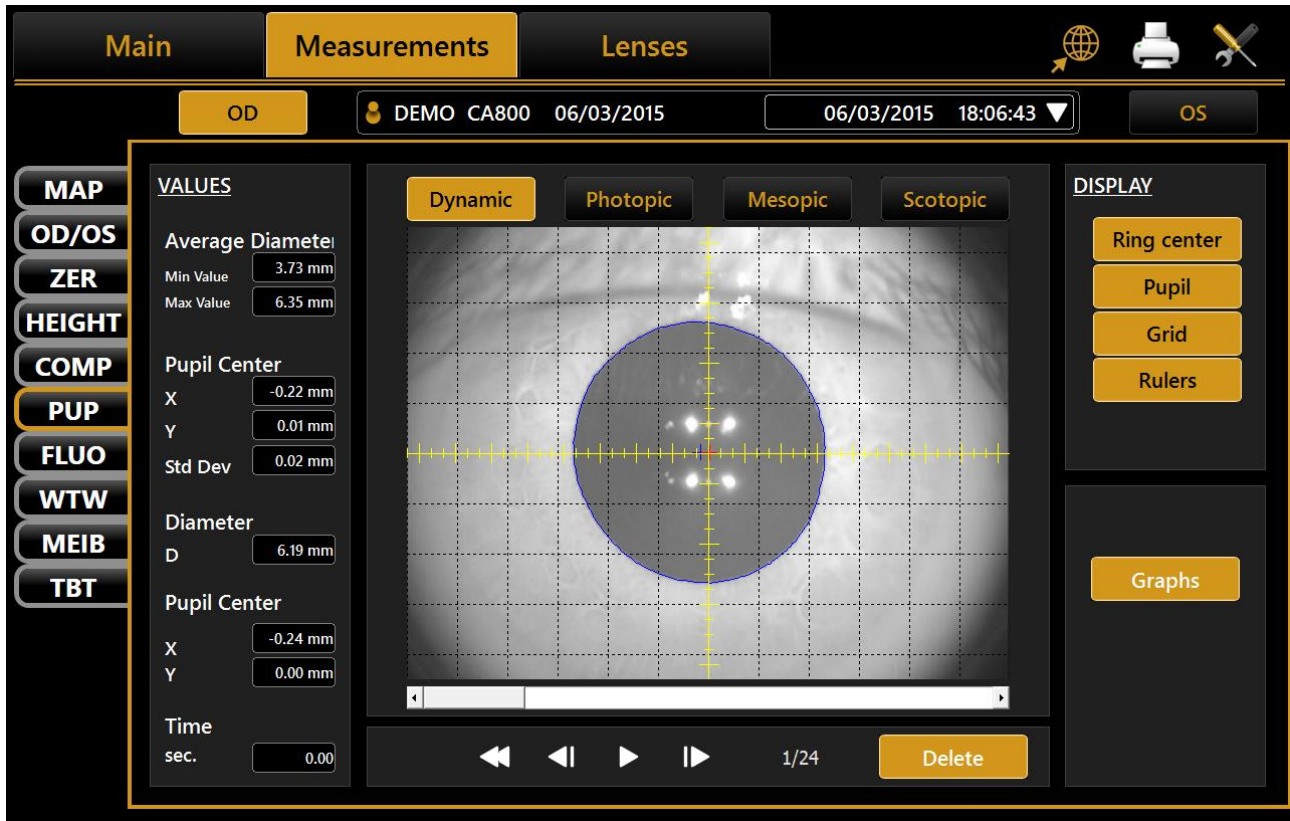 Main Measurements Lenses
OD DEMO CA800 06/03/2015 06/03/2015 18:06:43 OS
MAP
OD/OS
ZER
HEIGHT
COMP
PUP
FLUO
WTW
MEIB
TBT
VALUES
Average Diameter
Min Value 3.73 mm
Max Value 6.35 mm
Pupil Center
X -0.22 mm
Y 0.01 mm
Std Dev 0.02 mm
Diameter
D 6.19 mm
Pupil Center
X -0.24 mm
Y 0.00 mm
Time
sec. 0.00
Dynamic Photopic Mesopic Scotopic
1/24 Delete
DISPLAY
Ring center
Pupil
Grid
Rulers
Graphs